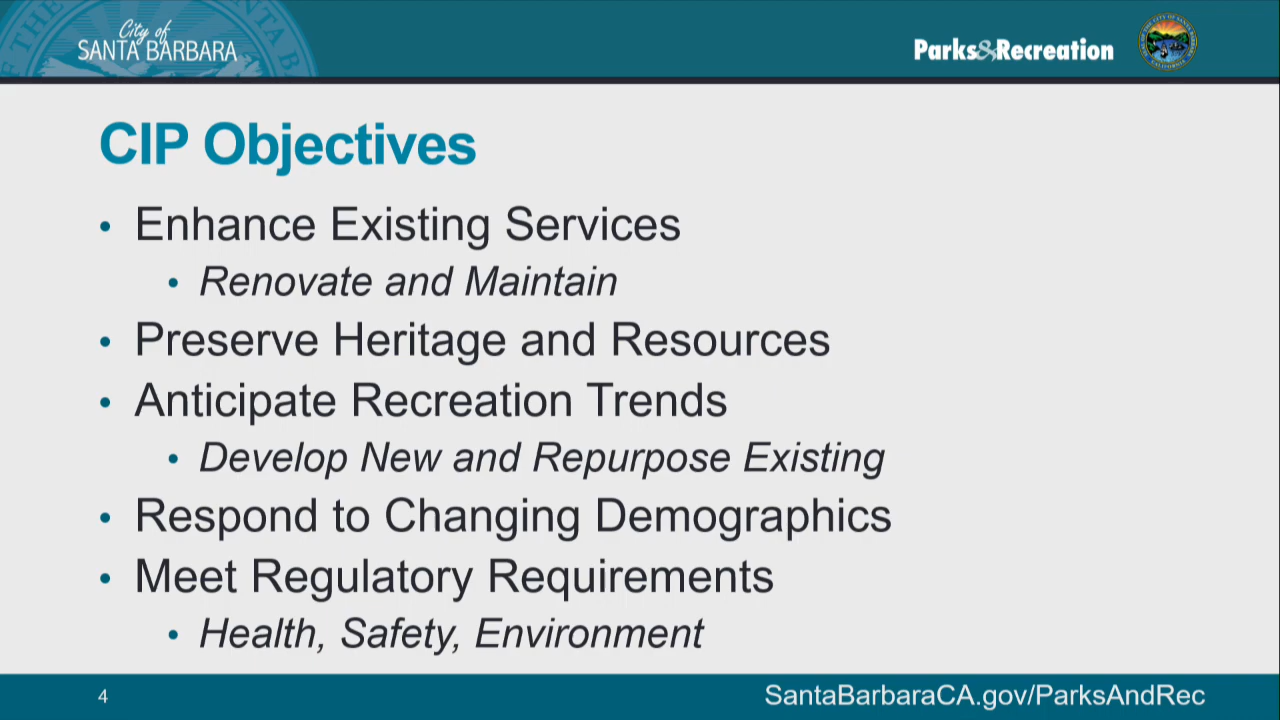 City of
SANTA BARBARA
Parks&Recreation
CIP Objectives
• Enhance Existing Services
• Renovate and Maintain
• Preserve Heritage and Resources
• Anticipate Recreation Trends
• Develop New and Repurpose Existing
• Respond to Changing Demographics
• Meet Regulatory Requirements
• Health, Safety, Environment
4
SantaBarbaraCA.gov/ParksAndRec